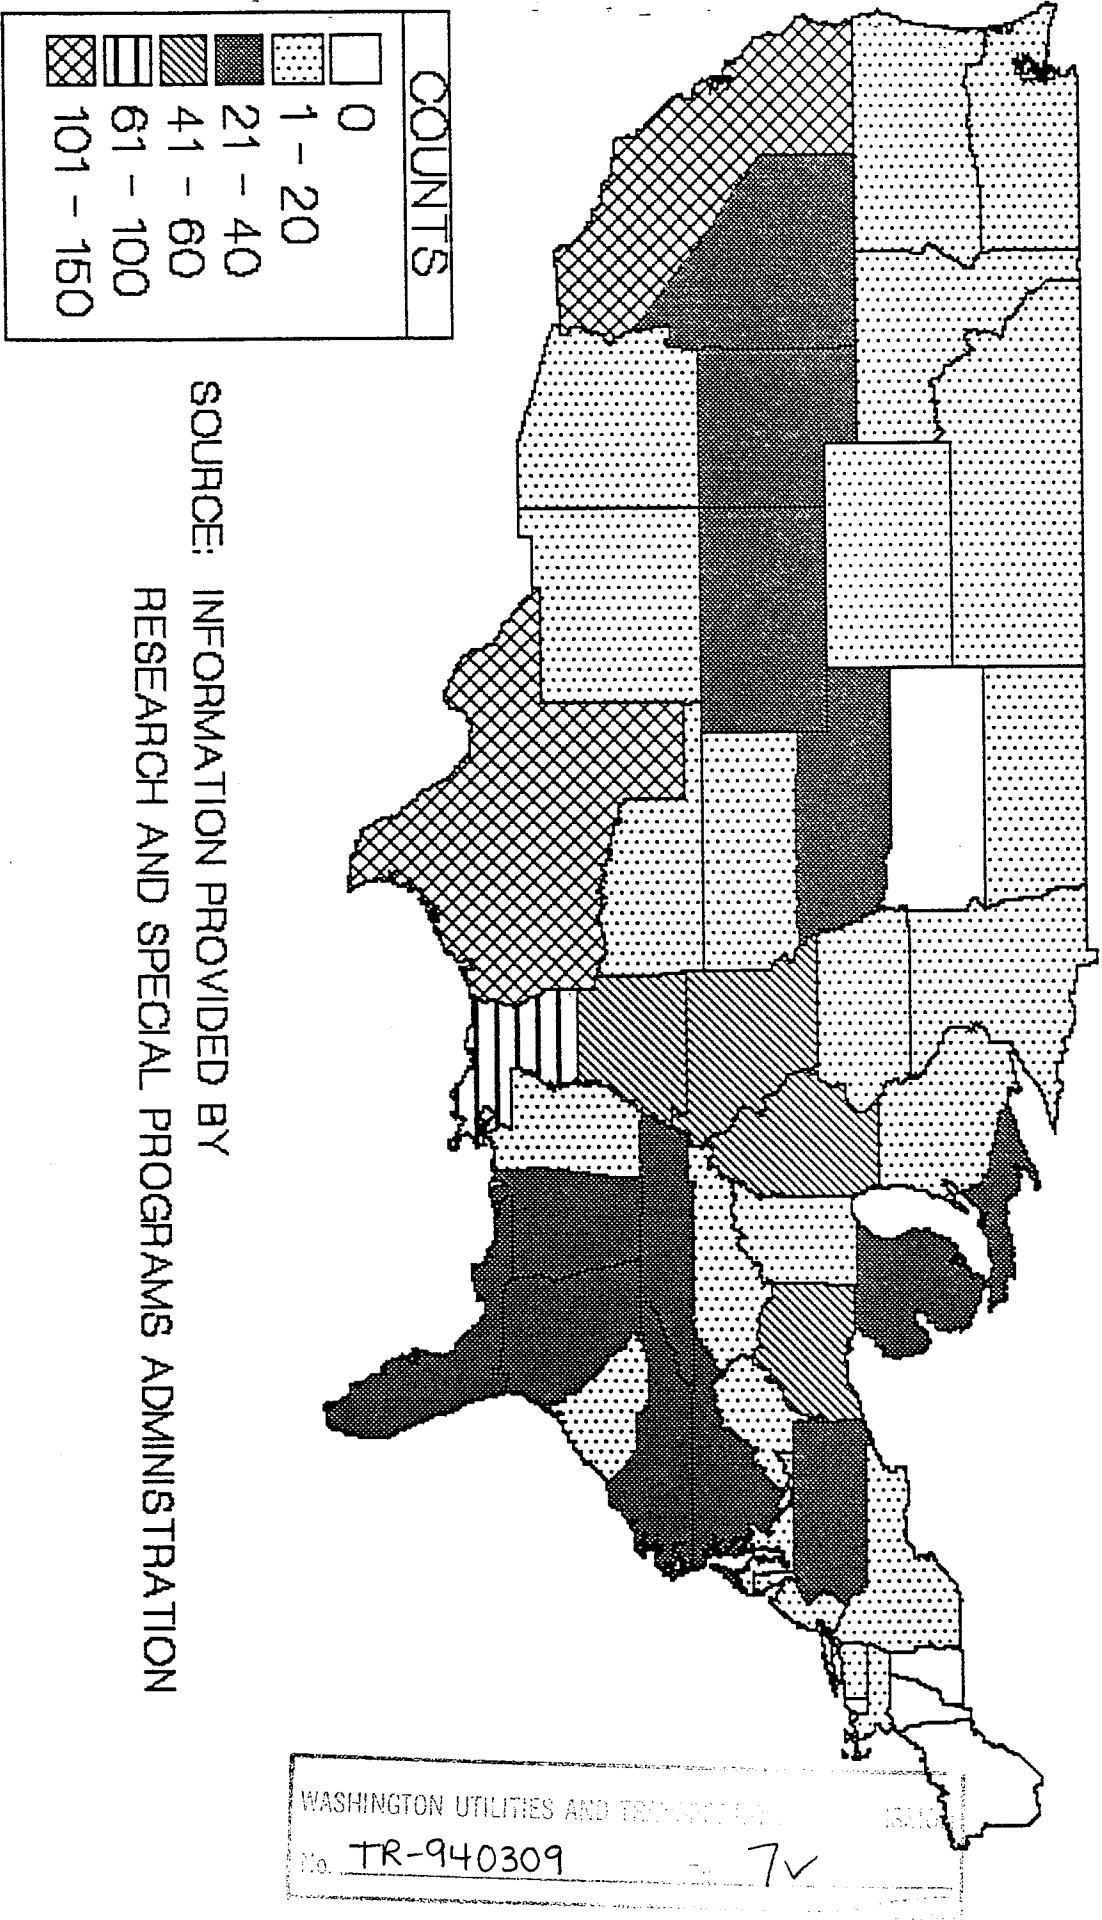 COUNTS
0
1 - 20
21 - 40
41 - 60
61 - 100
101 - 150
SOURCE: INFORMATION PROVIDED BY
RESEARCH AND SPECIAL PROGRAMS ADMINISTRATION
WASHINGTON UTILITIES AND
No. TR-940309 7✓